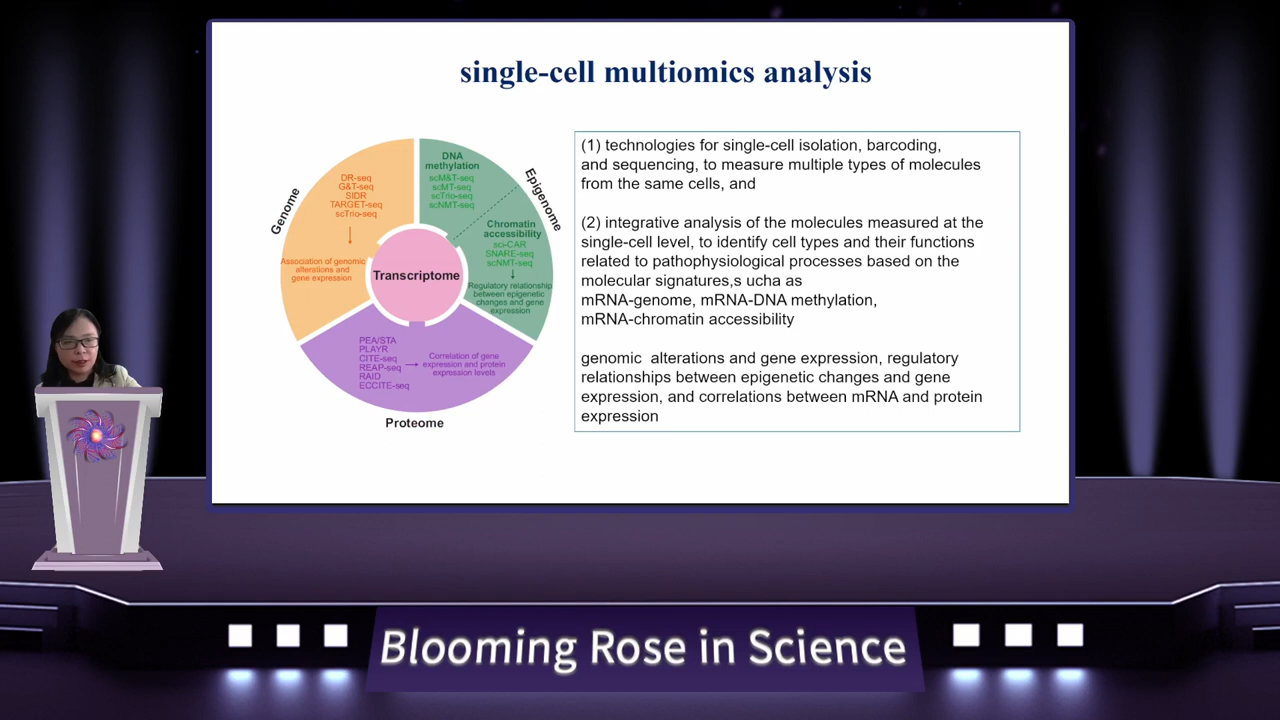 single-cell multiomics analysis
Genome
DR-seq
G&T-seq
SIDR
TARGET-seq
scTrio-seq
Association of genomic
alterations and
gene expression
DNA
methylation
scM&T-seq
scMT-seq
scTrio-seq
scNMT-seq
Epigenome
Chromatin
accessibility
sci-CAR
SNARE-seq
scNMT-seq
Regulatory relationship
between epigenetic
changes and gene
expression
Transcriptome
PEA/STA
PLAYR
CITE-seq
REAP-seq
RAID
ECCITE-seq
Correlation of gene
expression and protein
expression levels
Proteome
(1) technologies for single-cell isolation, barcoding,
and sequencing, to measure multiple types of molecules
from the same cells, and
(2) integrative analysis of the molecules measured at the
single-cell level, to identify cell types and their functions
related to pathophysiological processes based on the
molecular signatures,s ucha as
mRNA-genome, mRNA-DNA methylation,
mRNA-chromatin accessibility
genomic alterations and gene expression, regulatory
relationships between epigenetic changes and gene
expression, and correlations between mRNA and protein
expression
Blooming Rose in Science